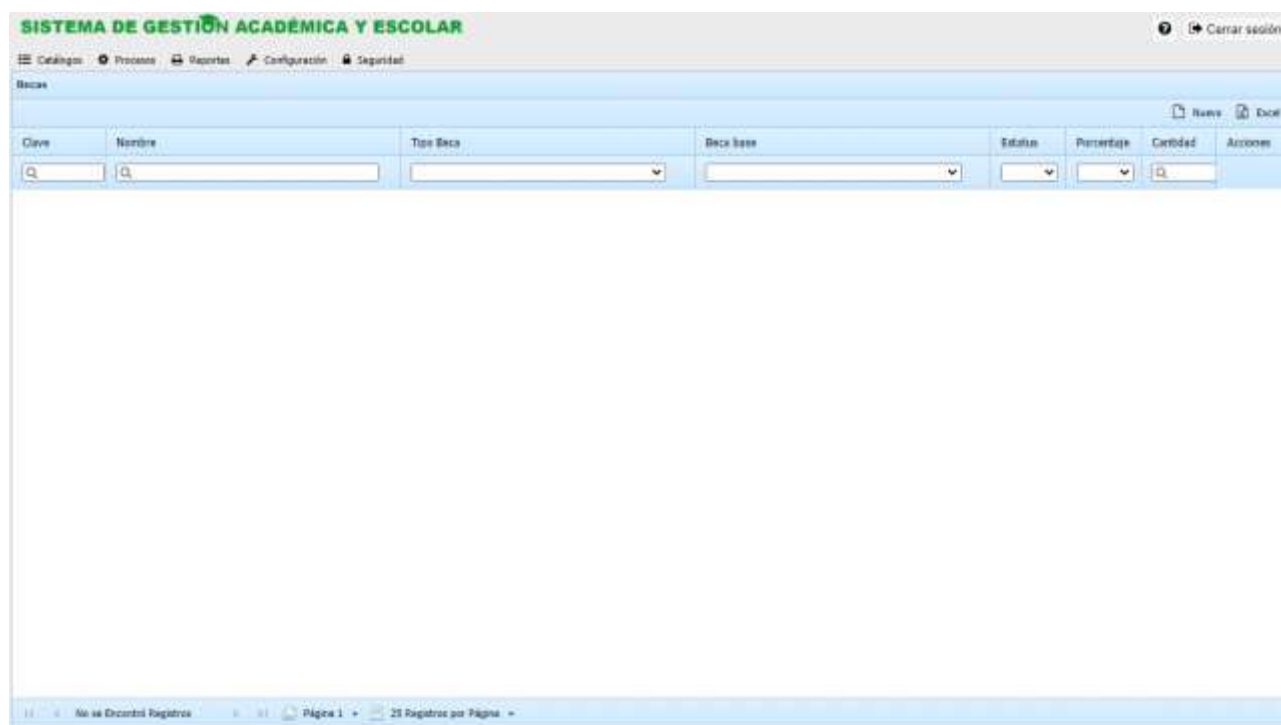 SISTEMA DE GESTIÓN ACADÉMICA Y ESCOLAR
Cerrar sesión
Catálogos Procesos Reportes Configuración Seguridad
Becas
Nuevo Excel
Clave Nombre Tipo Beca Beca base Estatus Porcentaje Cantidad Acciones
No se Encontró Registros Página 1 25 Registros por Página